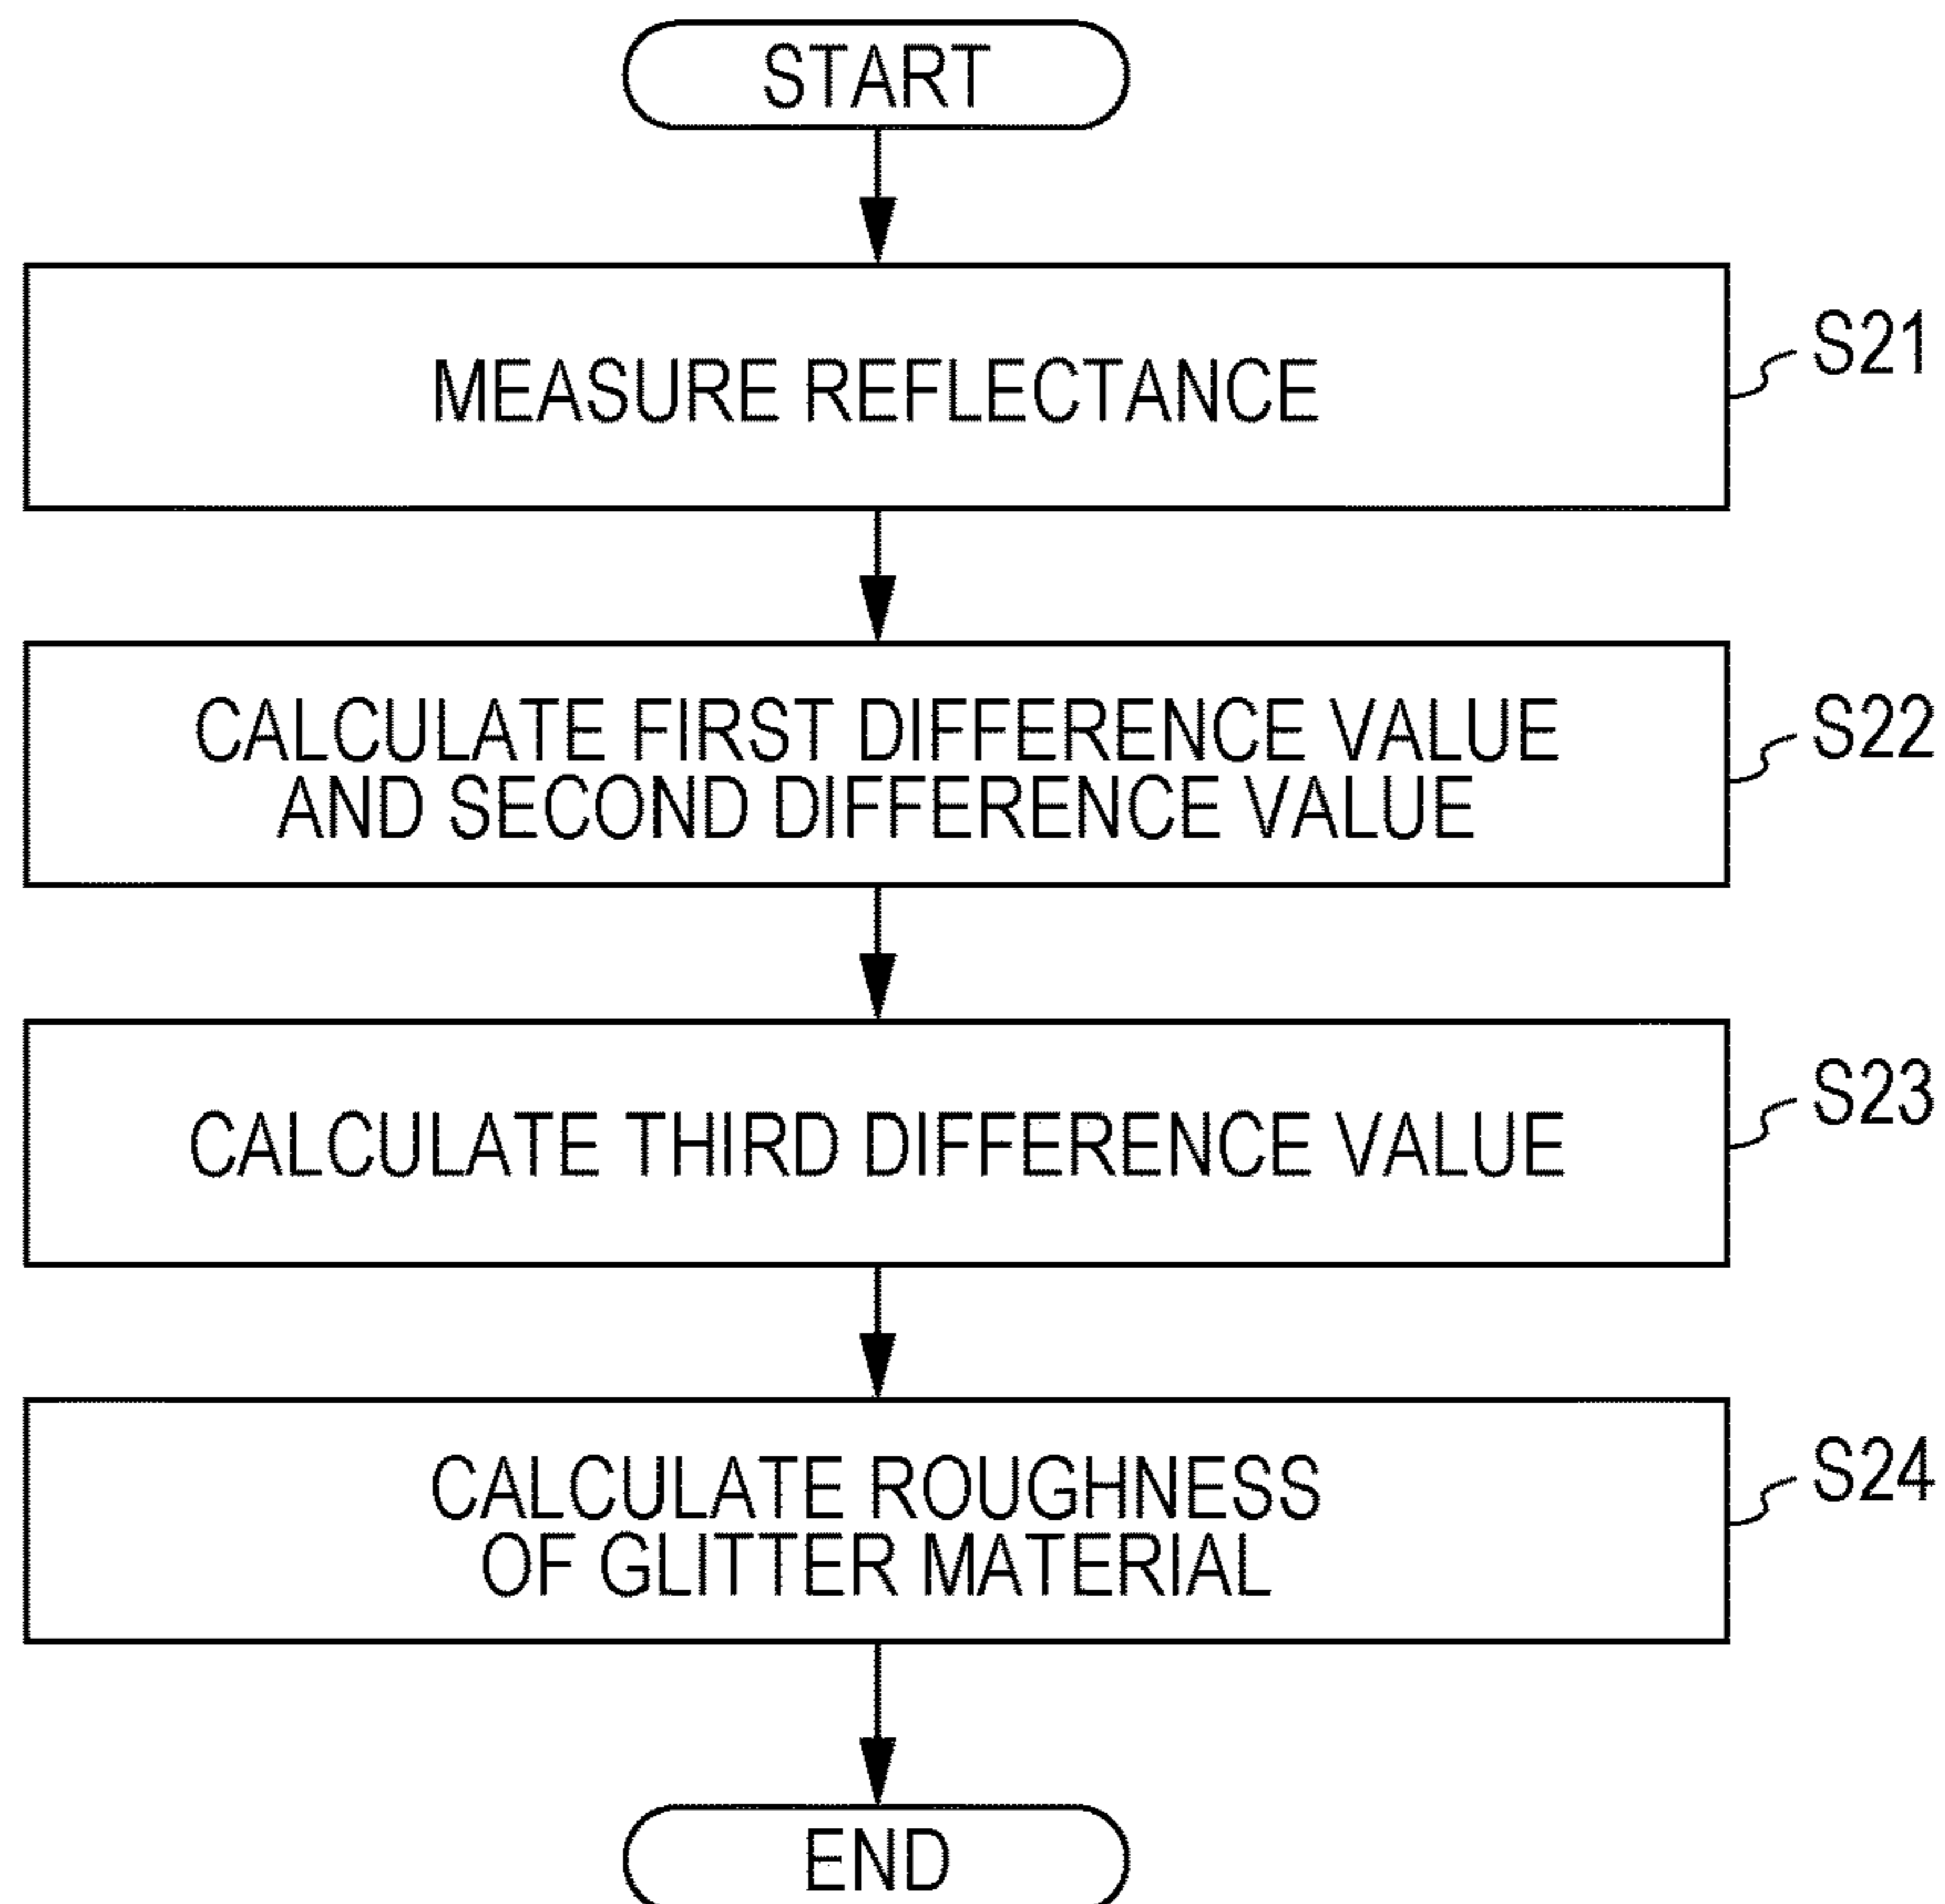 START
MEASURE REFLECTANCE
S21
CALCULATE FIRST DIFFERENCE VALUE
AND SECOND DIFFERENCE VALUE
S22
CALCULATE THIRD DIFFERENCE VALUE
S23
CALCULATE ROUGHNESS
OF GLITTER MATERIAL
S24
END